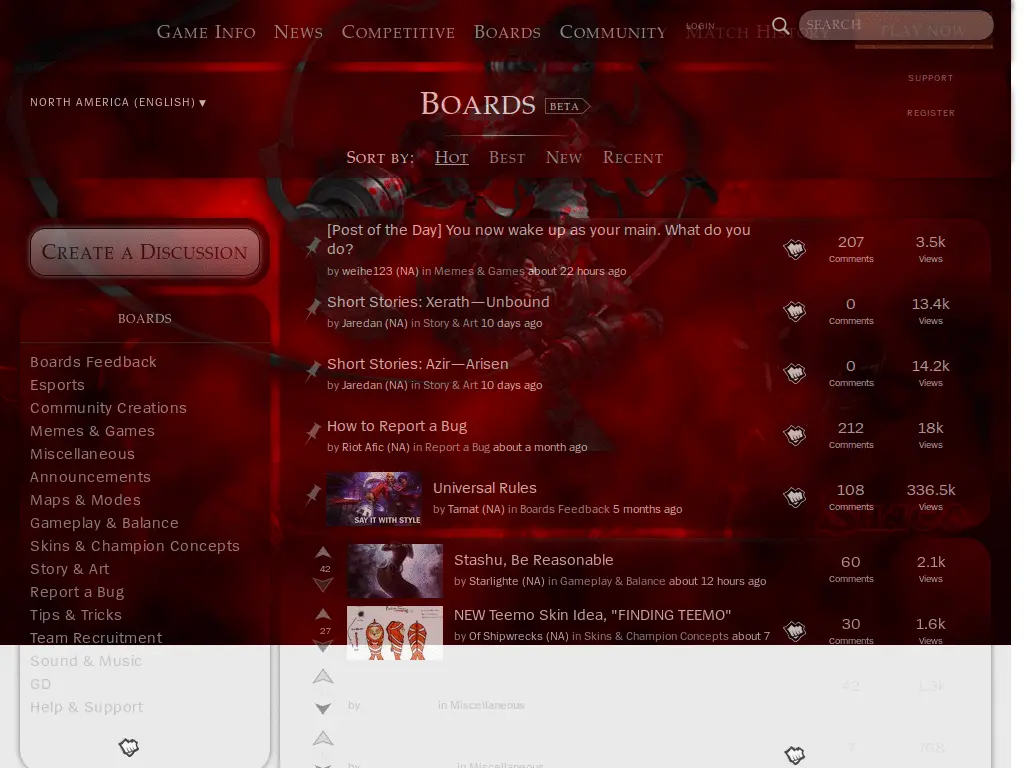 Game Info News Competitive Boards Community Match History
LOGIN
SEARCH
PLAY NOW
SUPPORT
REGISTER
NORTH AMERICA (ENGLISH) ▼
Boards BETA
Sort by: Hot Best New Recent
Create a Discussion
BOARDS
Boards Feedback
Esports
Community Creations
Memes & Games
Miscellaneous
Announcements
Maps & Modes
Gameplay & Balance
Skins & Champion Concepts
Story & Art
Report a Bug
Tips & Tricks
Team Recruitment
Sound & Music
GD
Help & Support
[Post of the Day] You now wake up as your main. What do you
do?
by weihe123 (NA) in Memes & Games about 22 hours ago
207 Comments
3.5k Views
Short Stories: Xerath—Unbound
by Jaredan (NA) in Story & Art 10 days ago
0 Comments
13.4k Views
Short Stories: Azir—Arisen
by Jaredan (NA) in Story & Art 10 days ago
0 Comments
14.2k Views
How to Report a Bug
by Riot Afic (NA) in Report a Bug about a month ago
212 Comments
18k Views
SAY IT WITH STYLE
Universal Rules
by Tamat (NA) in Boards Feedback 5 months ago
108 Comments
336.5k Views
42
Stashu, Be Reasonable
by Starlighte (NA) in Gameplay & Balance about 12 hours ago
60 Comments
2.1k Views
27
NEW Teemo Skin Idea, "FINDING TEEMO"
by Of Shipwrecks (NA) in Skins & Champion Concepts about 7
30 Comments
1.6k Views
by in Miscellaneous
42
1.3k
by in Miscellaneous
7
768